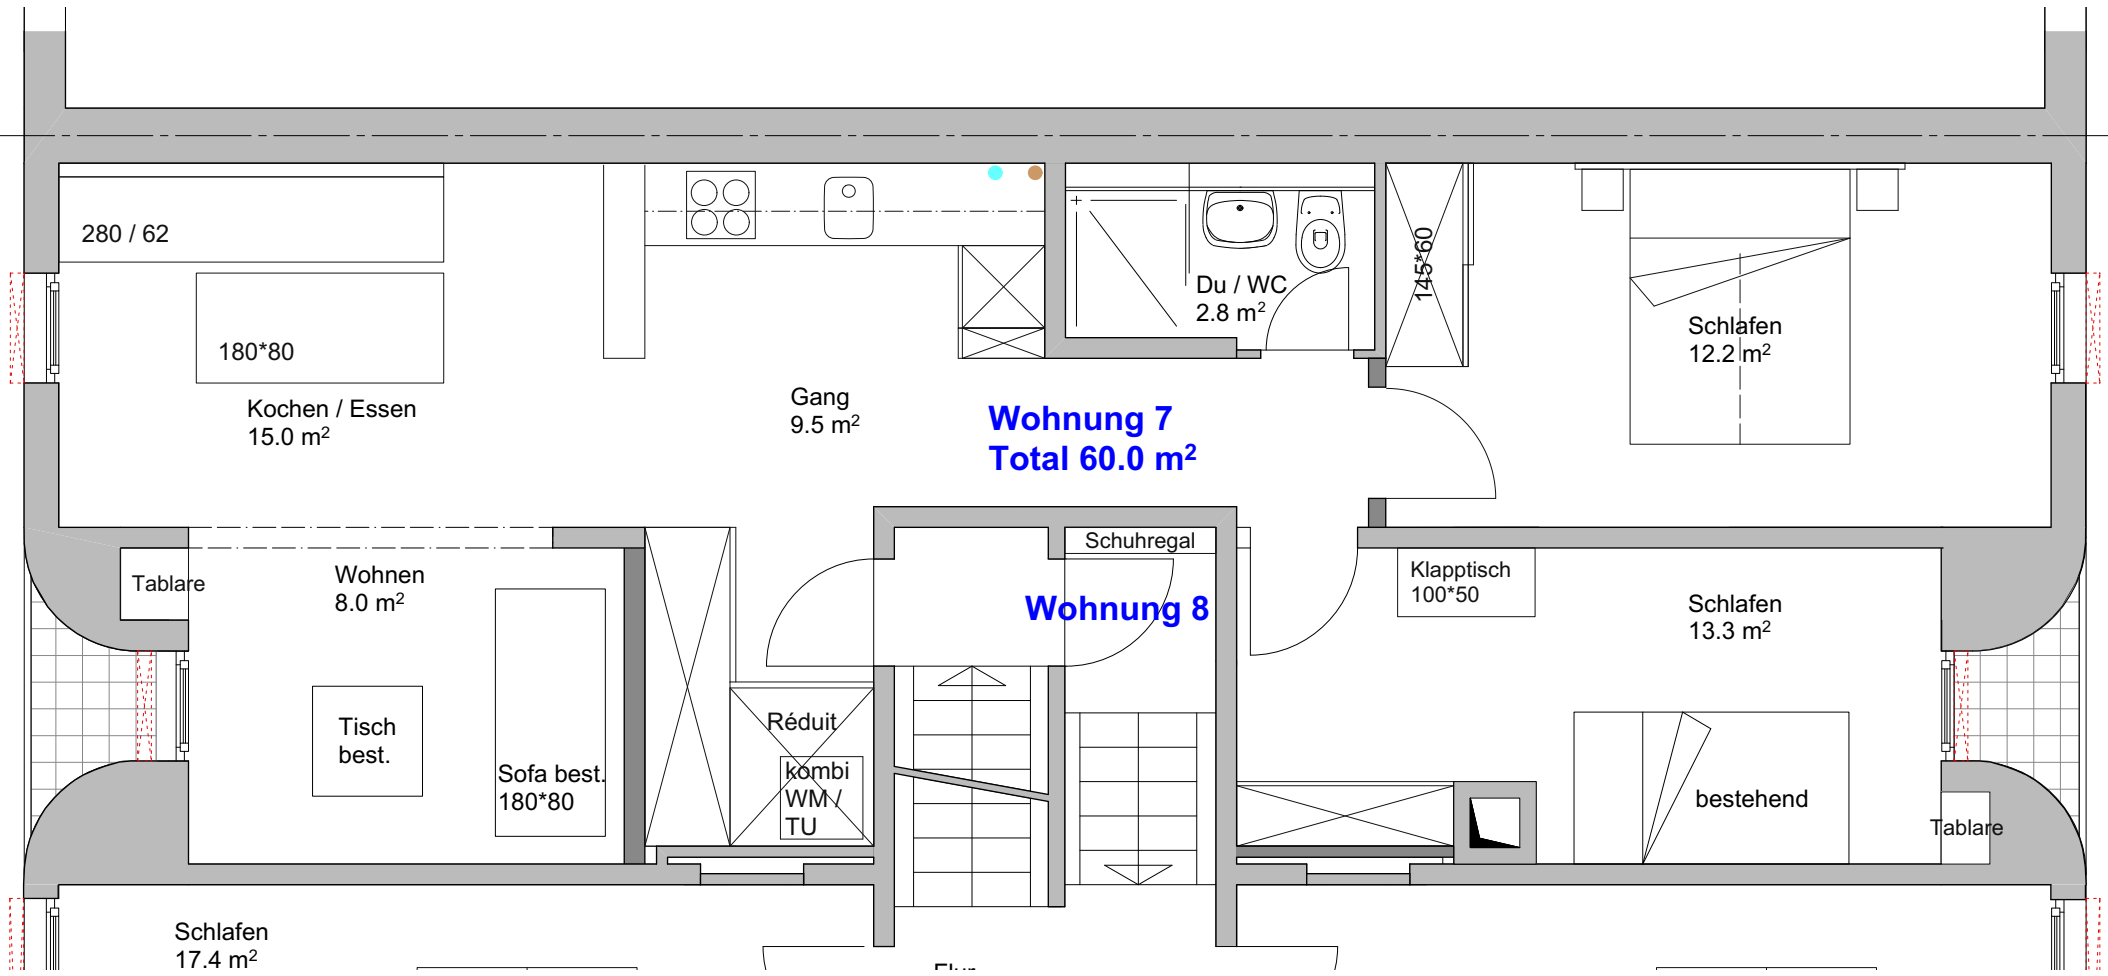 280 / 62
180*80
Kochen / Essen
15.0 m²
Gang
9.5 m²
Du / WC
2.8 m²
145*60
Schlafen
12.2 m²
Wohnung 7
Total 60.0 m²
Tablare
Wohnen
8.0 m²
Schuhregal
Wohnung 8
Klapptisch
100*50
Schlafen
13.3 m²
Tisch
best.
Sofa best.
180*80
Réduit
kombi
WM /
TU
bestehend
Tablare
Schlafen
17.4 m²
Flur